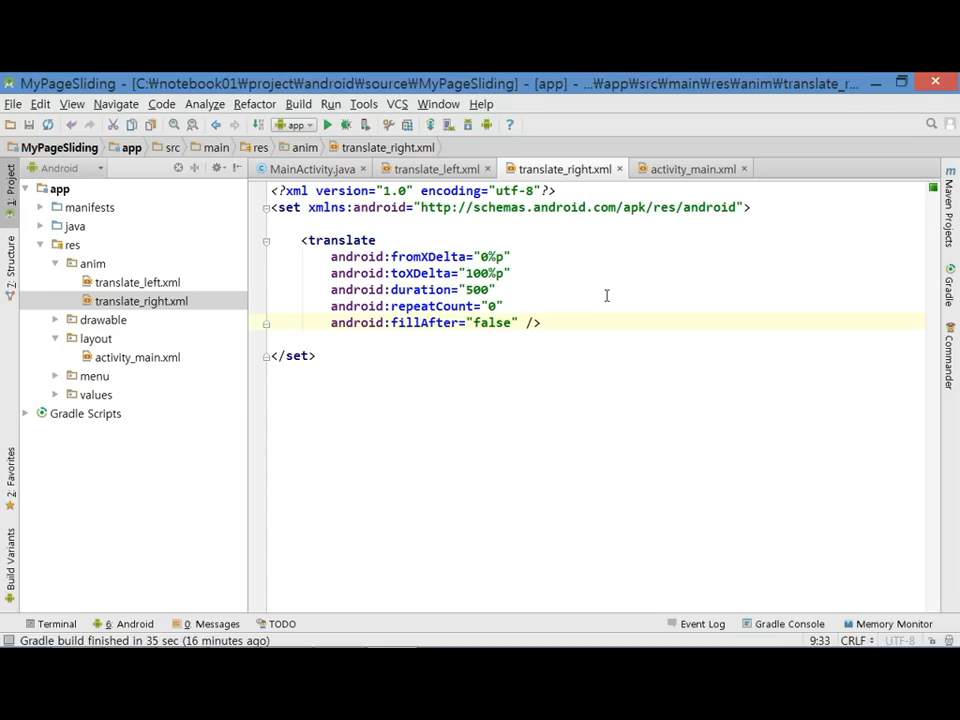 MyPageSliding - [C:₩notebook01₩project₩android₩source₩MyPageSliding] - [app] - ...₩app₩src₩main₩res₩anim₩translate_r...
File Edit View Navigate Code Analyze Refactor Build Run Tools VCS Window Help
app
MyPageSliding app src main res anim translate_right.xml
Android
MainActivity.java translate_left.xml translate_right.xml activity_main.xml
1: Project
7: Structure
2: Favorites
Build Variants
app
manifests
java
res
anim
translate_left.xml
translate_right.xml
drawable
layout
activity_main.xml
menu
values
Gradle Scripts
<?xml version="1.0" encoding="utf-8"?>
<set xmlns:android="http://schemas.android.com/apk/res/android">
<translate
android:fromXDelta="0%p"
android:toXDelta="100%p"
android:duration="500"
android:repeatCount="0"
android:fillAfter="false" />
</set>
m Maven Projects
Gradle
Commander
Terminal 6: Android 0: Messages TODO Event Log Gradle Console Memory Monitor
Gradle build finished in 35 sec (16 minutes ago) 9:33 CRLF UTF-8